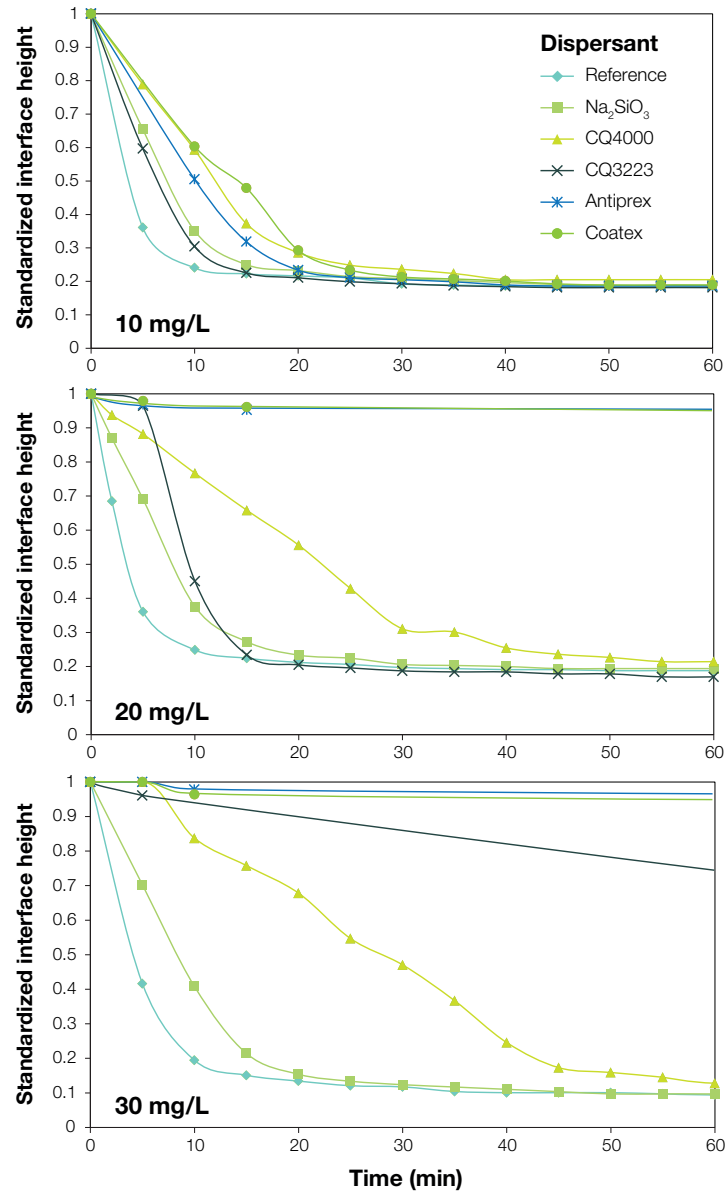 Standardized interface height
1
0.9
0.8
0.7
0.6
0.5
0.4
0.3
0.2
0.1
0
Dispersant
Reference
Na₂SiO₃
CQ4000
CQ3223
Antiprex
Coatex
10 mg/L
0 10 20 30 40 50 60
Standardized interface height
1
0.9
0.8
0.7
0.6
0.5
0.4
0.3
0.2
0.1
0
20 mg/L
0 10 20 30 40 50 60
Standardized interface height
1
0.9
0.8
0.7
0.6
0.5
0.4
0.3
0.2
0.1
0
30 mg/L
0 10 20 30 40 50 60
Time (min)